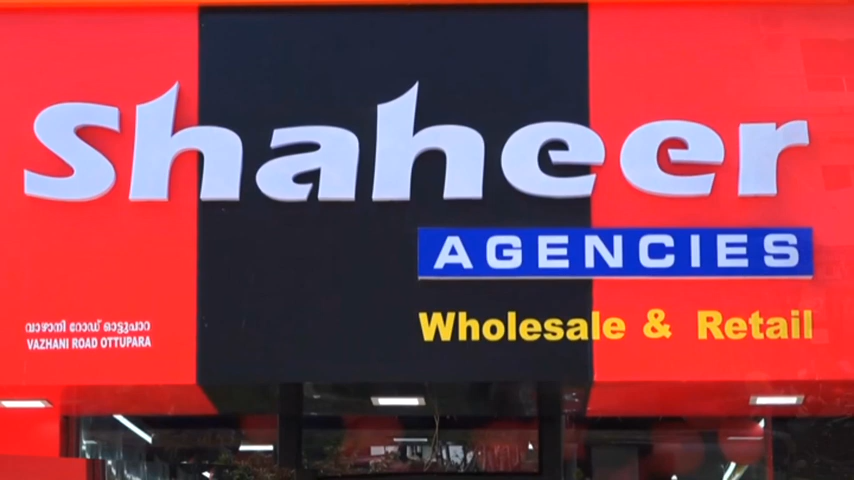 Shaheer
AGENCIES
Wholesale & Retail
വാഴാനി റോഡ് ഓട്ടുപാറ
VAZHANI ROAD OTTUPARA